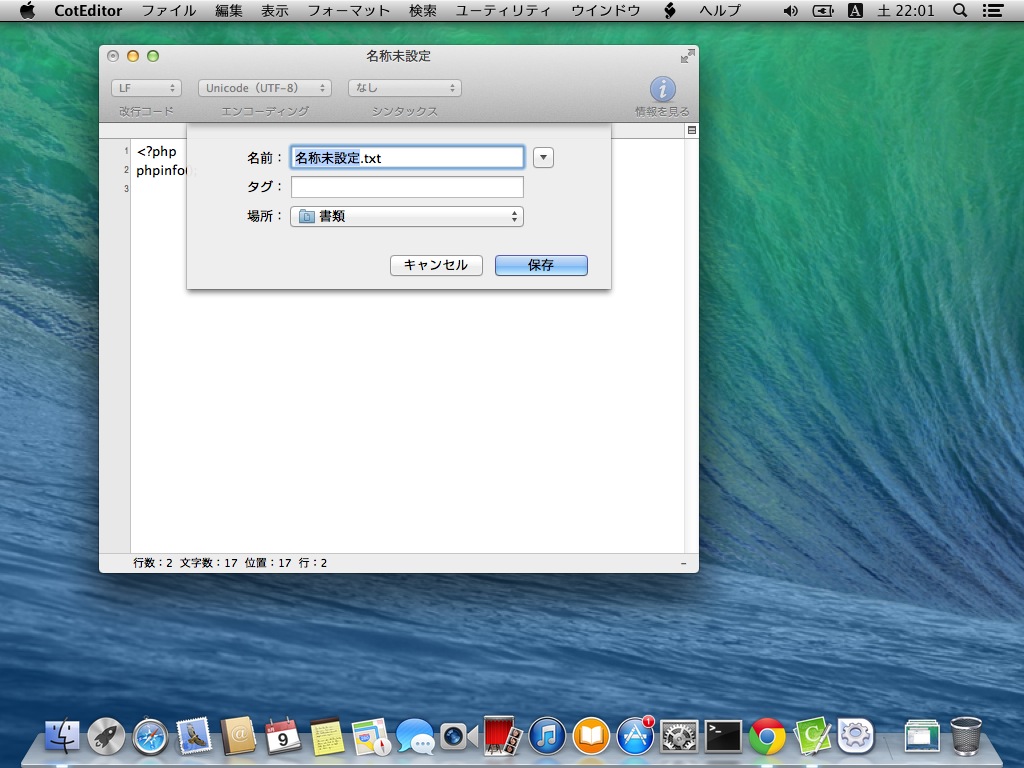 CotEditor ファイル 編集 表示 フォーマット 検索 ユーティリティ ウインドウ ヘルプ A 土 22:01
名称未設定
LF Unicode (UTF-8) なし
改行コード エンコーディング シンタックス 情報を見る
1 <?php
2 phpinfo(
3
名前： 名称未設定.txt
タグ：
場所： 書類
キャンセル 保存
行数：2 文字数：17 位置：17 行：2
9
1